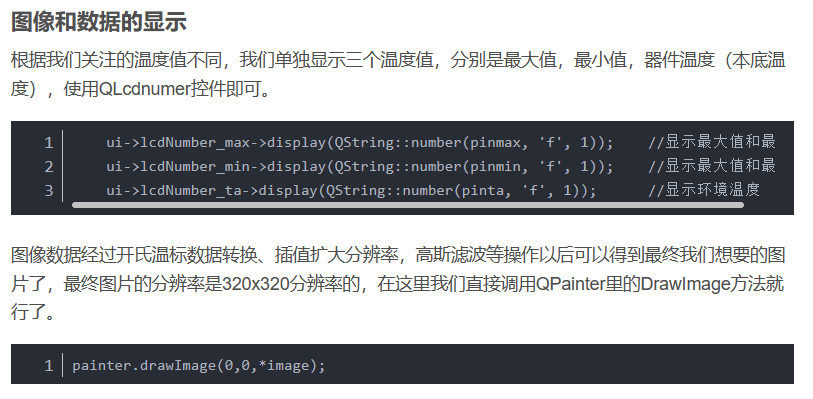 图像和数据的显示
根据我们关注的温度值不同，我们单独显示三个温度值，分别是最大值，最小值，器件温度（本底温
度），使用QLcdnumer控件即可。
1 ui->lcdNumber_max->display(QString::number(pinmax, 'f', 1)); //显示最大值和最
2 ui->lcdNumber_min->display(QString::number(pinmin, 'f', 1)); //显示最大值和最
3 ui->lcdNumber_ta->display(QString::number(pinta, 'f', 1)); //显示环境温度
图像数据经过开氏温标数据转换、插值扩大分辨率，高斯滤波等操作以后可以得到最终我们想要的图
片了，最终图片的分辨率是320x320分辨率的，在这里我们直接调用QPainter里的DrawImage方法就
行了。
1 painter.drawImage(0,0,*image);